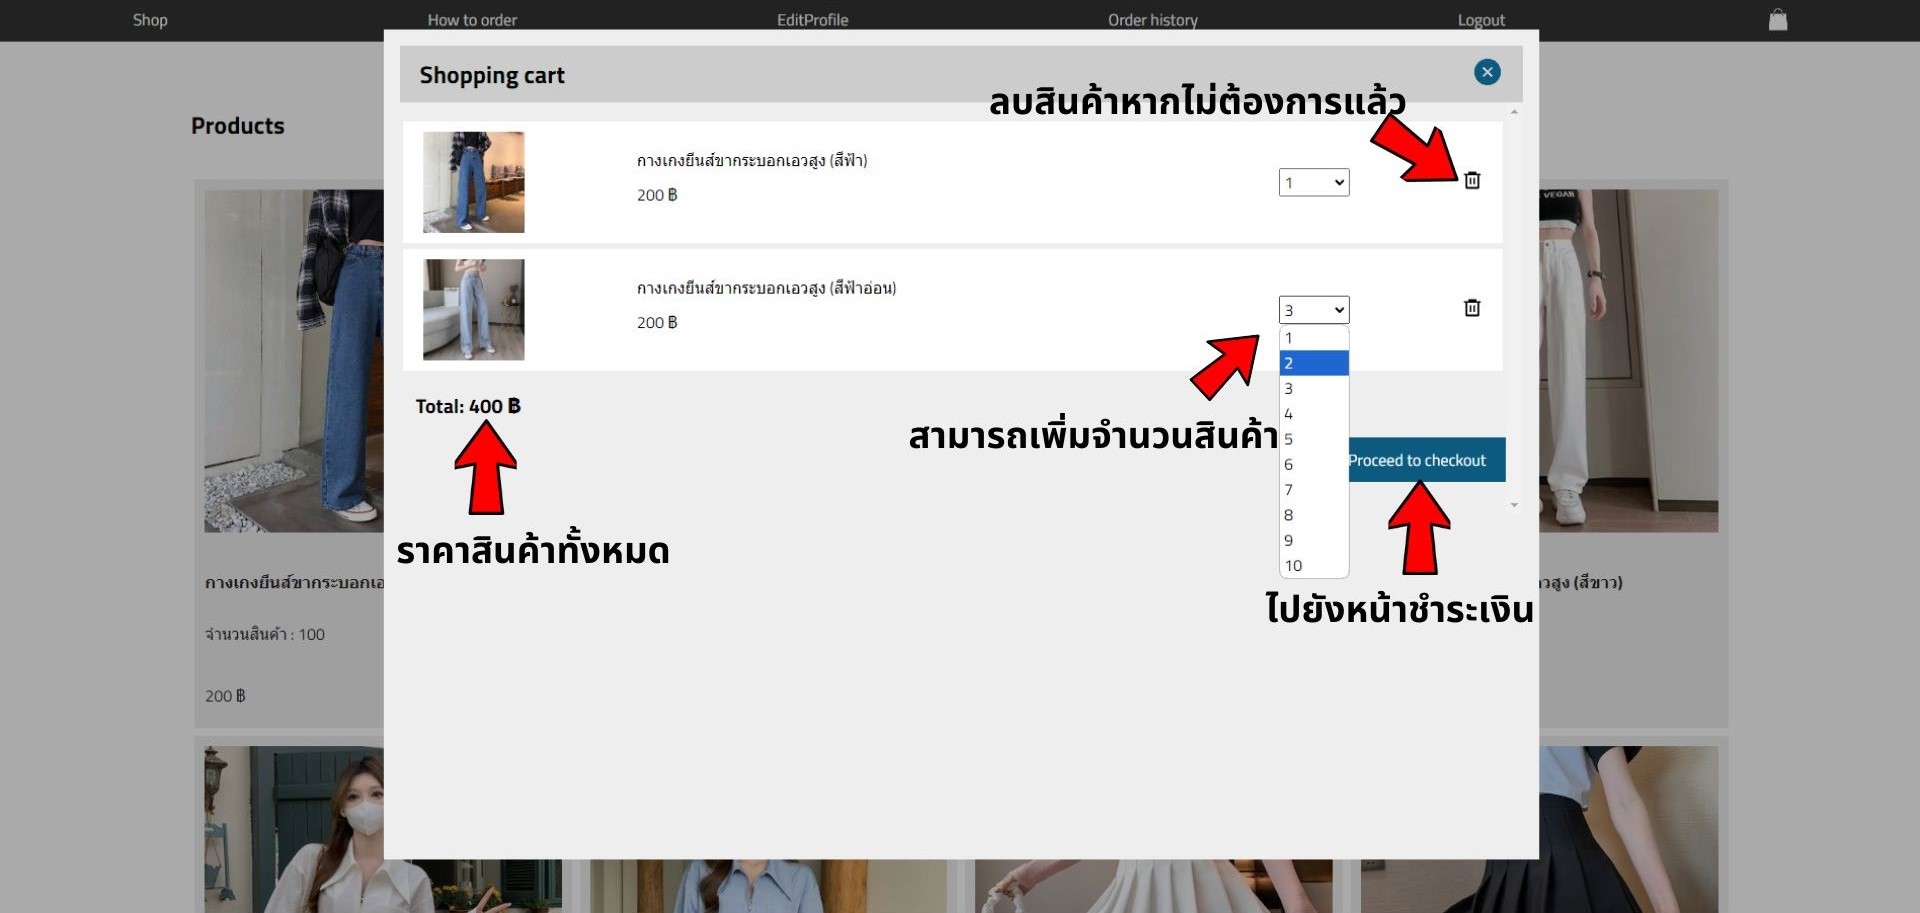 Shop
How to order
EditProfile
Order history
Logout
Shopping cart
ลบสินค้าหากไม่ต้องการแล้ว
Products
กางเกงยีนส์ขากระบอกเอวสูง (สีฟ้า)
200 ฿
1
กางเกงยีนส์ขากระบอกเอวสูง (สีฟ้าอ่อน)
200 ฿
3
1
2
3
4
5
6
7
8
9
10
Total: 400 ฿
สามารถเพิ่มจำนวนสินค้า
Proceed to checkout
ราคาสินค้าทั้งหมด
ไปยังหน้าชำระเงิน
กางเกงยีนส์ขากระบอกเอ
วสูง (สีขาว)
จำนวนสินค้า : 100
200 ฿
VEGAN